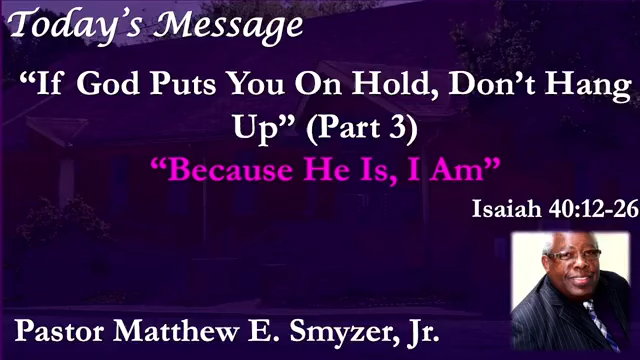 Today's Message
“If God Puts You On Hold, Don’t Hang
Up” (Part 3)
“Because He Is, I Am”
Isaiah 40:12-26
Pastor Matthew E. Smyzer, Jr.